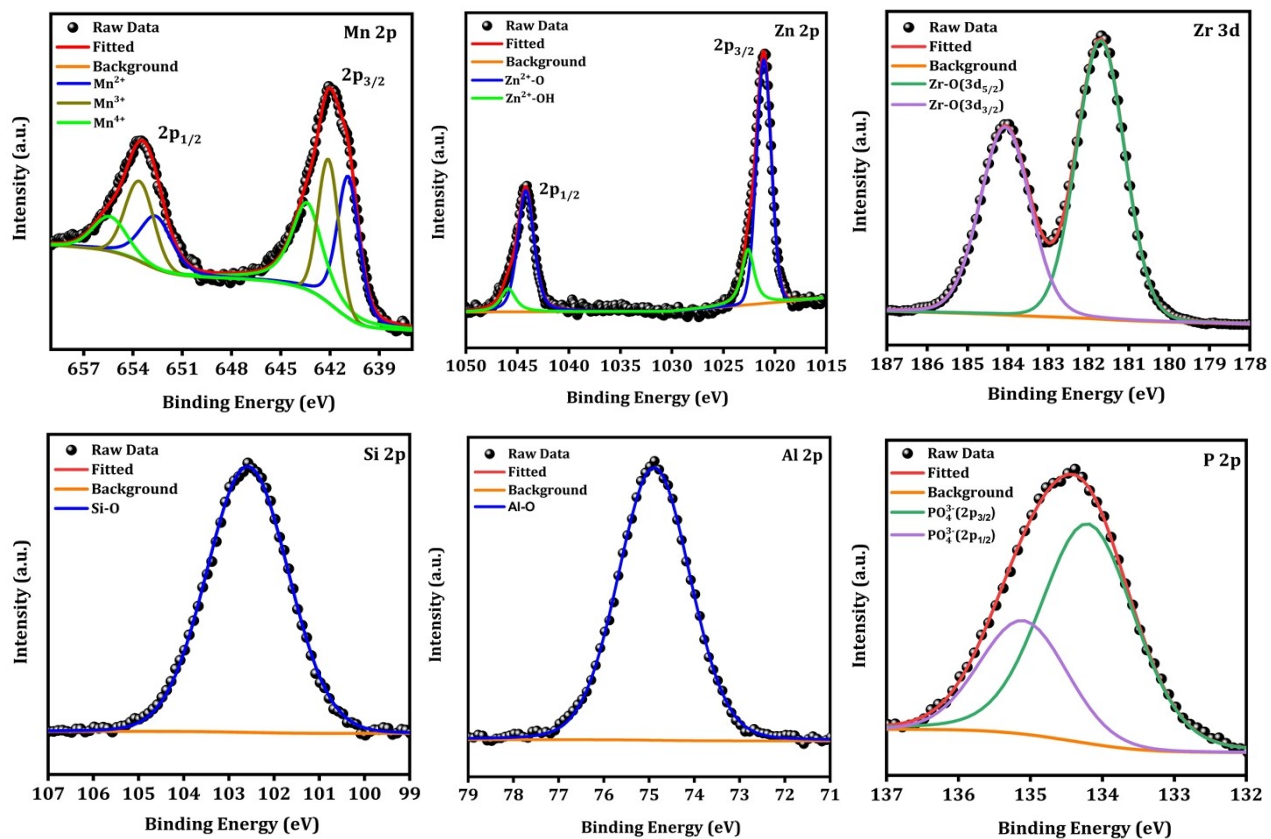 Raw Data
Fitted
Background
Mn²⁺
Mn³⁺
Mn⁴⁺
Mn 2p
2p₃/₂
2p₁/₂
Intensity (a.u.)
657 654 651 648 645 642 639
Binding Energy (eV)
Raw Data
Fitted
Background
Zn²⁺-O
Zn²⁺-OH
Zn 2p
2p₃/₂
2p₁/₂
Intensity (a.u.)
1050 1045 1040 1035 1030 1025 1020 1015
Binding Energy (eV)
Raw Data
Fitted
Background
Zr-O(3d₅/₂)
Zr-O(3d₃/₂)
Zr 3d
Intensity (a.u.)
187 186 185 184 183 182 181 180 179 178
Binding Energy (eV)
Raw Data
Fitted
Background
Si-O
Si 2p
Intensity (a.u.)
107 106 105 104 103 102 101 100 99
Binding Energy (eV)
Raw Data
Fitted
Background
Al-O
Al 2p
Intensity (a.u.)
79 78 77 76 75 74 73 72 71
Binding Energy (eV)
Raw Data
Fitted
Background
PO₄³⁻(2p₃/₂)
PO₄³⁻(2p₁/₂)
P 2p
Intensity (a.u.)
137 136 135 134 133 132
Binding Energy (eV)